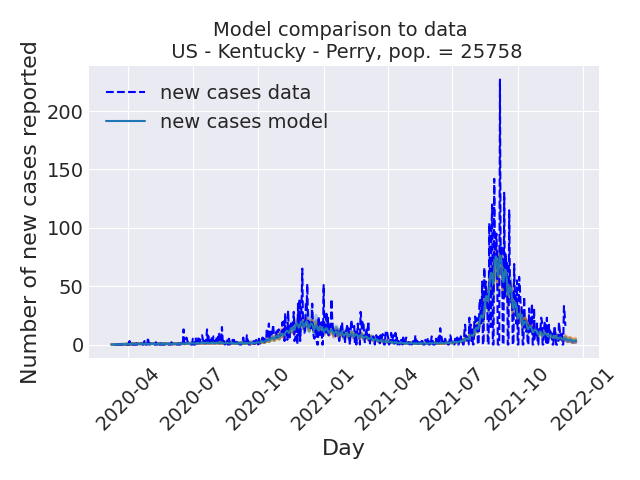 Model comparison to data
US - Kentucky - Perry, pop. = 25758
Number of new cases reported
200
150
100
50
0
new cases data
new cases model
2020-04
2020-07
2020-10
2021-01
2021-04
2021-07
2021-10
2022-01
Day